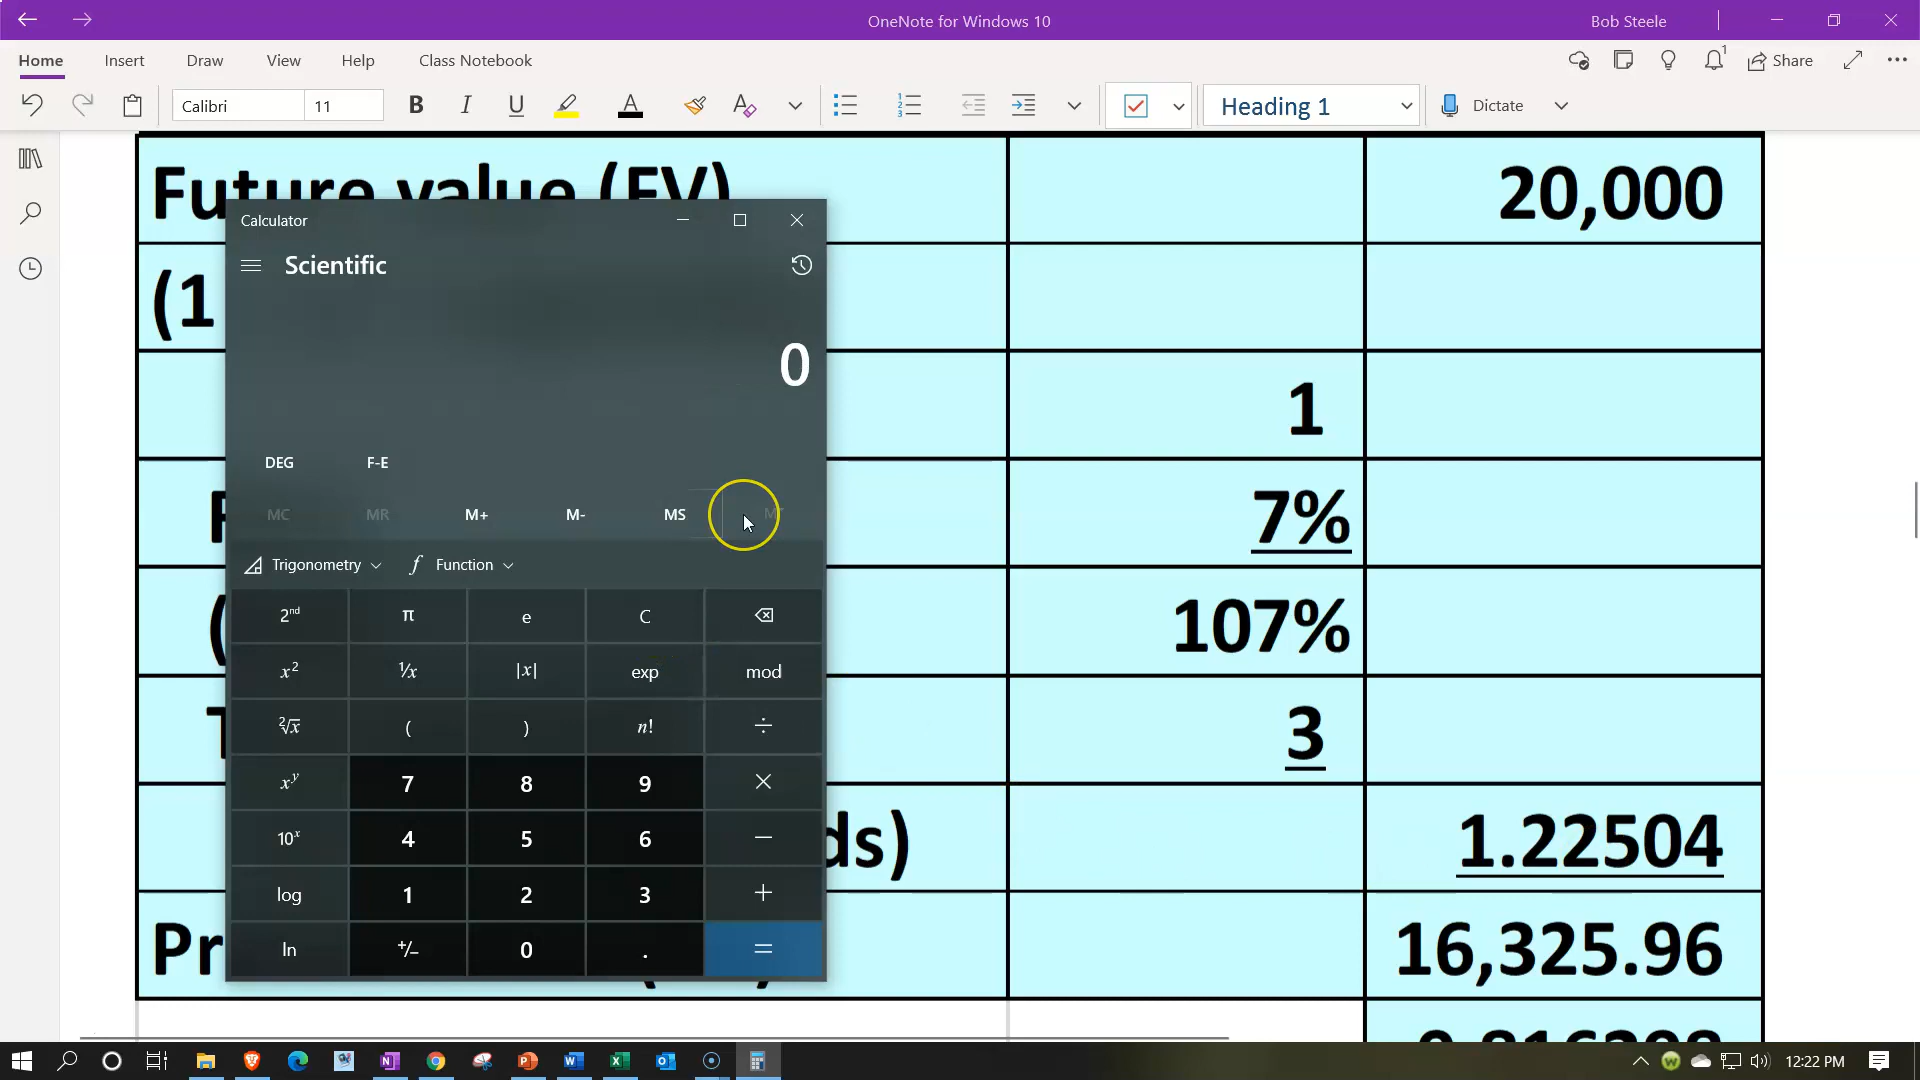 OneNote for Windows 10
Bob Steele
Home Insert Draw View Help Class Notebook
1
Share
Calibri 11 B I U A A Heading 1 Dictate
Future value (FV) 20,000
Calculator
Scientific
(1
0
1
DEG F-E
MC MR M+ M- MS
7%
Trigonometry f Function
2nd π e C
(
107%
x² ¹⁄x |x| exp mod
²√x ( ) n! ÷
3
xʸ 7 8 9 ×
10ˣ 4 5 6 −
ds) 1.22504
log 1 2 3 +
ln +/− 0 . =
Pr 16,325.96
12:22 PM